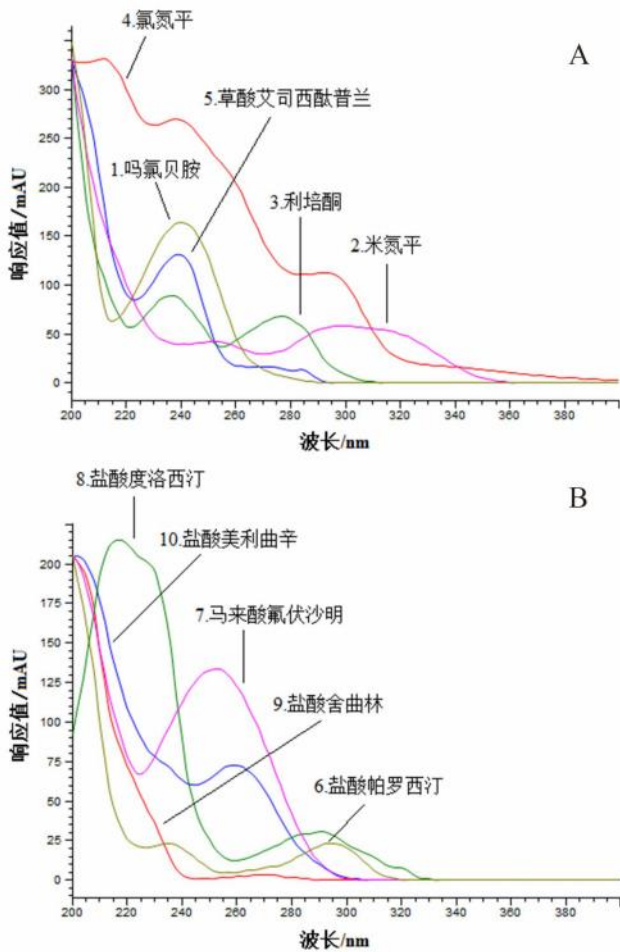 4.氯氮平
A
5.草酸艾司西酞普兰
1.吗氯贝胺
3.利培酮
2.米氮平
响应值/mAU
300
250
200
150
100
50
0
200 220 240 260 280 300 320 340 360 380
波长/nm
8.盐酸度洛西汀
B
10.盐酸美利曲辛
7.马来酸氟伏沙明
9.盐酸舍曲林
6.盐酸帕罗西汀
响应值/mAU
200
175
150
125
100
75
50
25
0
200 220 240 260 280 300 320 340 360 380
波长/nm